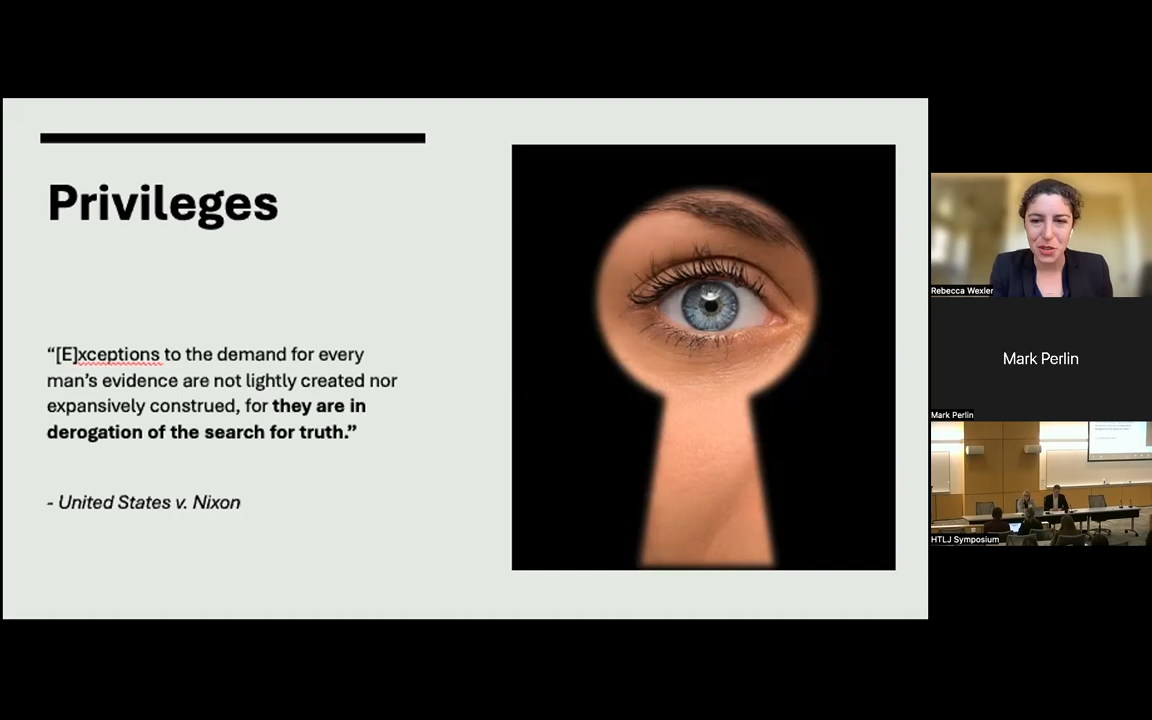 Privileges
“[E]xceptions to the demand for every
man’s evidence are not lightly created nor
expansively construed, for they are in
derogation of the search for truth.”
- United States v. Nixon
Rebecca Wexler
Mark Perlin
Mark Perlin
HTLJ Symposium